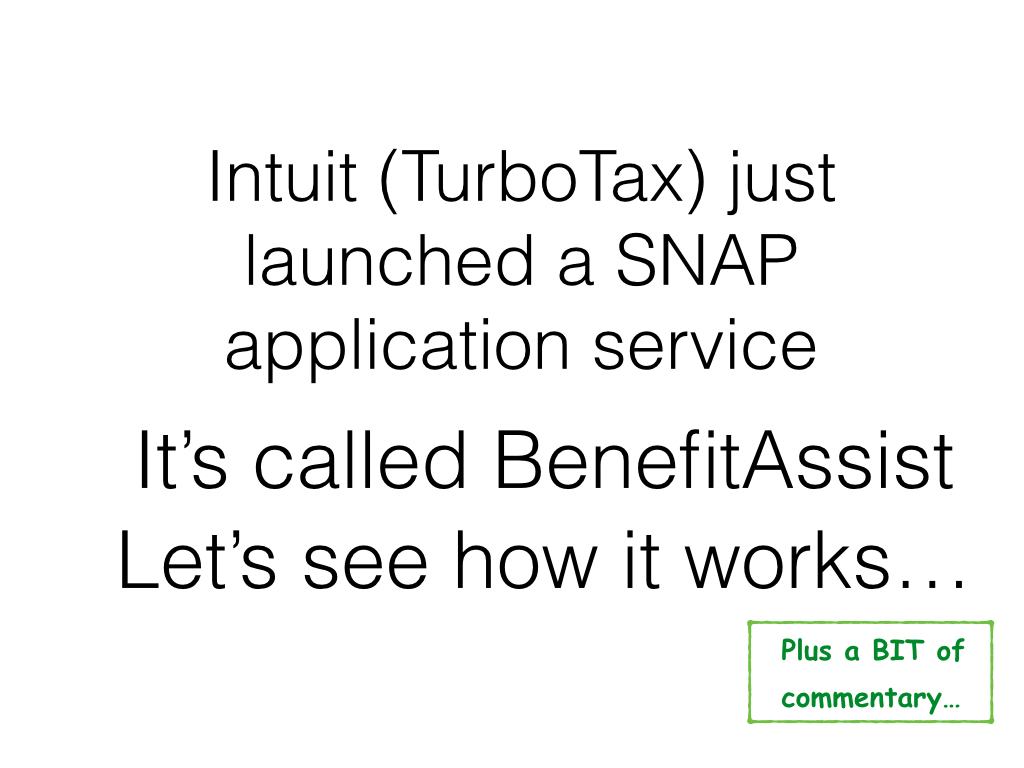 Intuit (TurboTax) just
launched a SNAP
application service
It’s called BenefitAssist
Let’s see how it works…
Plus a BIT of
commentary…